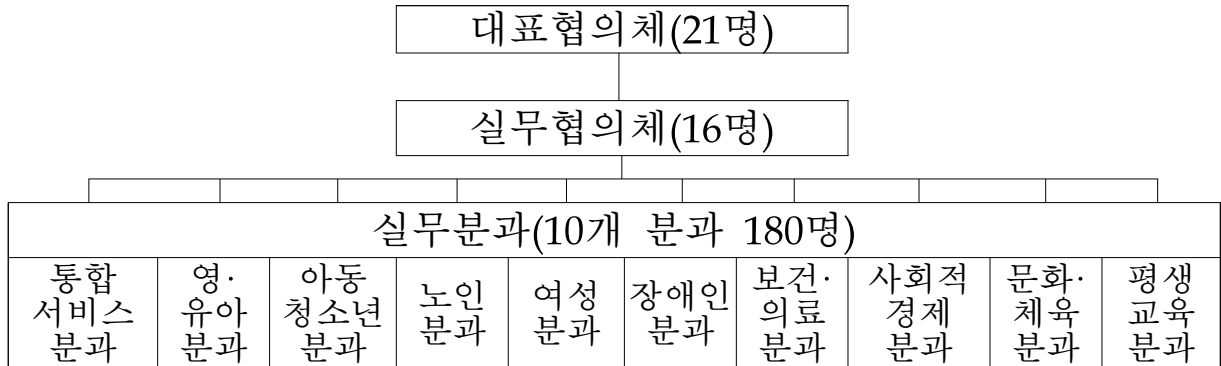 대표협의체(21명)
실무협의체(16명)
실무분과(10개 분과 180명)
통합
서비스
분과
영·
유아
분과
아동
청소년
분과
노인
분과
여성
분과
장애인
분과
보건·
의료
분과
사회적
경제
분과
문화·
체육
분과
평생
교육
분과